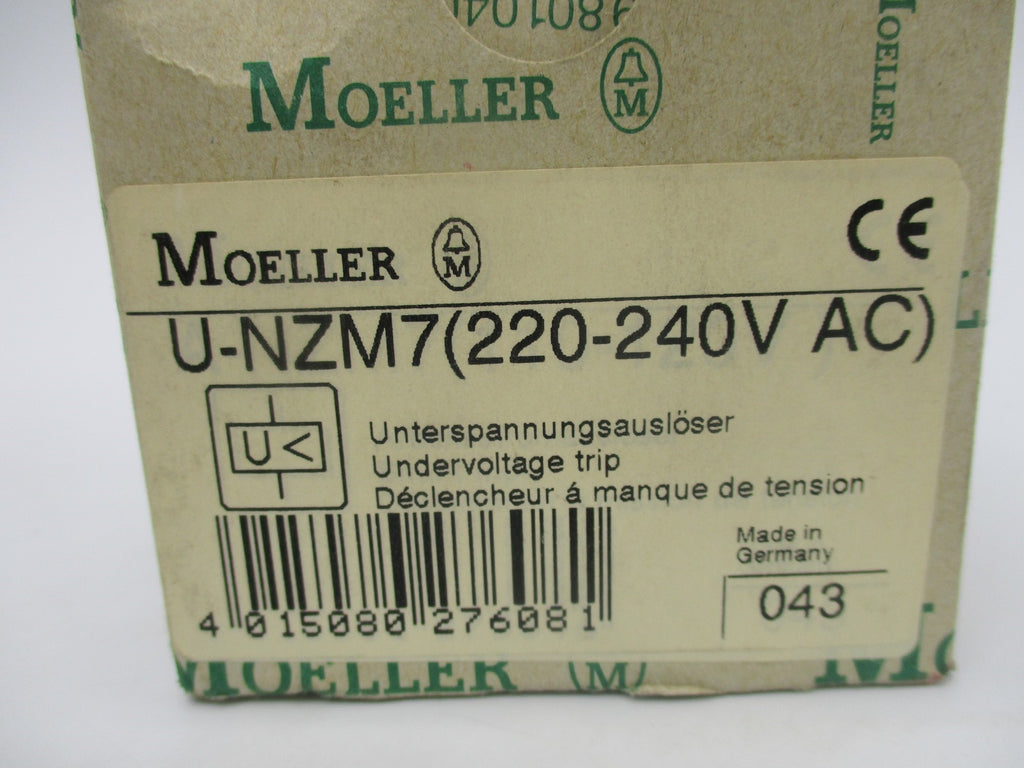 MOELLER
M
MOELLER
MOELLER
M
CE
U-NZM7(220-240V AC)
U<
Unterspannungsauslöser
Undervoltage trip
Déclencheur á manque de tension
Made in
Germany
043
4 015080 276081
MOELLER
M